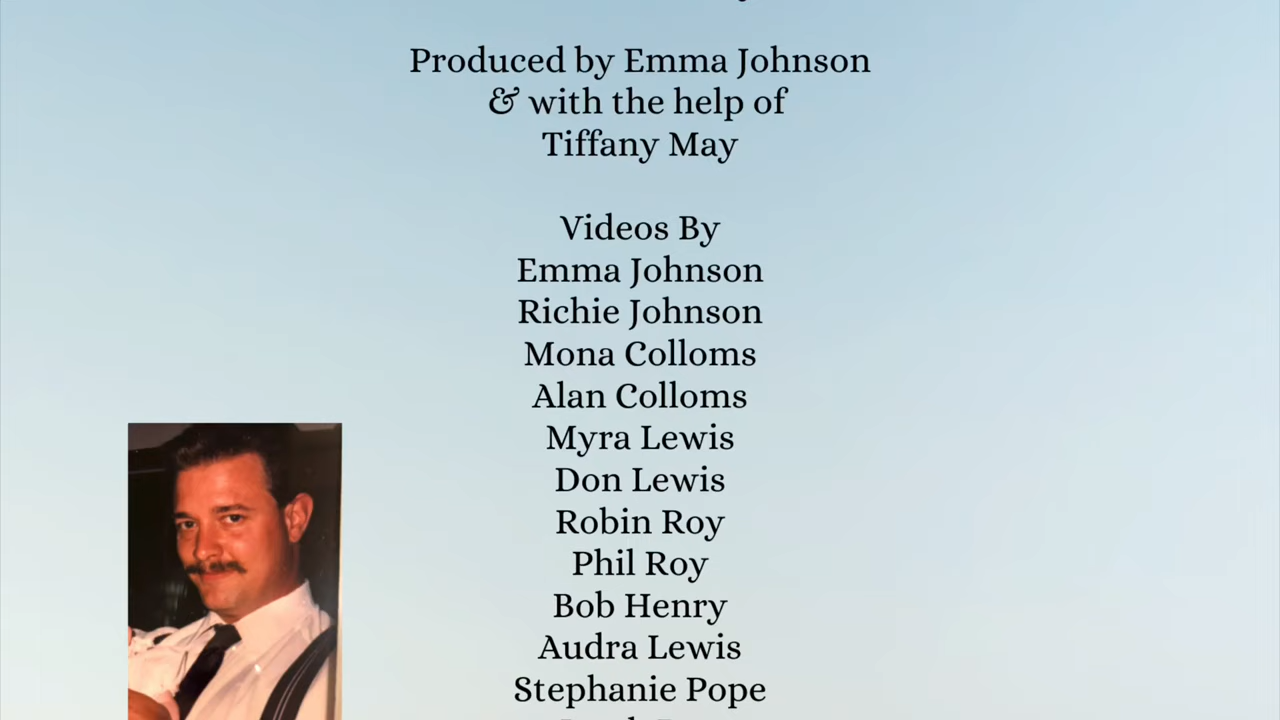 Produced by Emma Johnson
& with the help of
Tiffany May
Videos By
Emma Johnson
Richie Johnson
Mona Colloms
Alan Colloms
Myra Lewis
Don Lewis
Robin Roy
Phil Roy
Bob Henry
Audra Lewis
Stephanie Pope